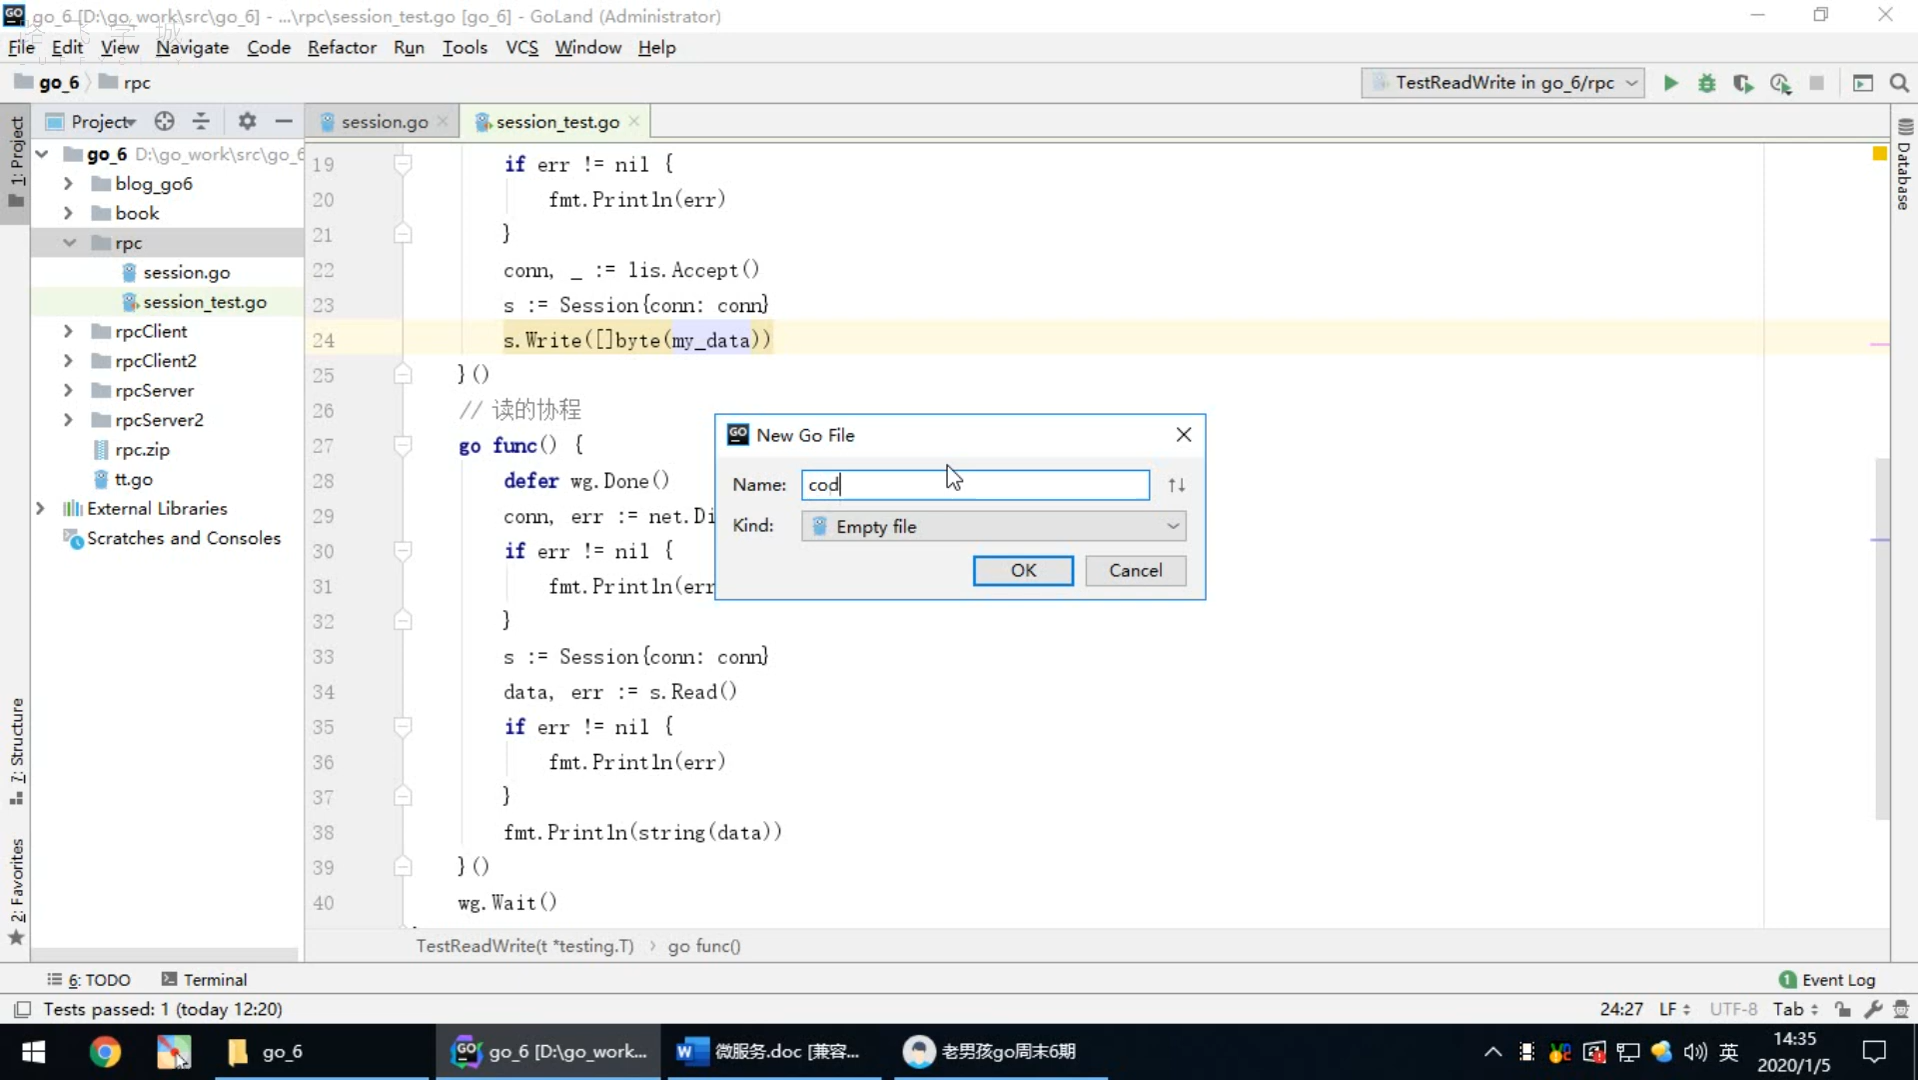 go_6 [D:\go_work\src\go_6] - ...\rpc\session_test.go [go_6] - GoLand (Administrator)
File Edit View Navigate Code Refactor Run Tools VCS Window Help
go_6 rpc
TestReadWrite in go_6/rpc
Project
session.go
session_test.go
1: Project
7: Structure
2: Favorites
Database
go_6 D:\go_work\src\go_6
blog_go6
book
rpc
session.go
session_test.go
rpcClient
rpcClient2
rpcServer
rpcServer2
rpc.zip
tt.go
External Libraries
Scratches and Consoles
19 if err != nil {
20 fmt.Println(err)
21 }
22 conn, _ := lis.Accept()
23 s := Session{conn: conn}
24 s.Write([]byte(my_data))
25 }()
26 // 读的协程
27 go func() {
28 defer wg.Done()
29 conn, err := net.Di
30 if err != nil {
31 fmt.Println(err
32 }
33 s := Session{conn: conn}
34 data, err := s.Read()
35 if err != nil {
36 fmt.Println(err)
37 }
38 fmt.Println(string(data))
39 }()
40 wg.Wait()
New Go File
Name: cod
Kind: Empty file
OK Cancel
TestReadWrite(t *testing.T) go func()
6: TODO Terminal
1 Event Log
Tests passed: 1 (today 12:20)
24:27 LF UTF-8 Tab
go_6
go_6 [D:\go_work...
微服务.doc [兼容...
老男孩go周末6期
英
14:35
2020/1/5